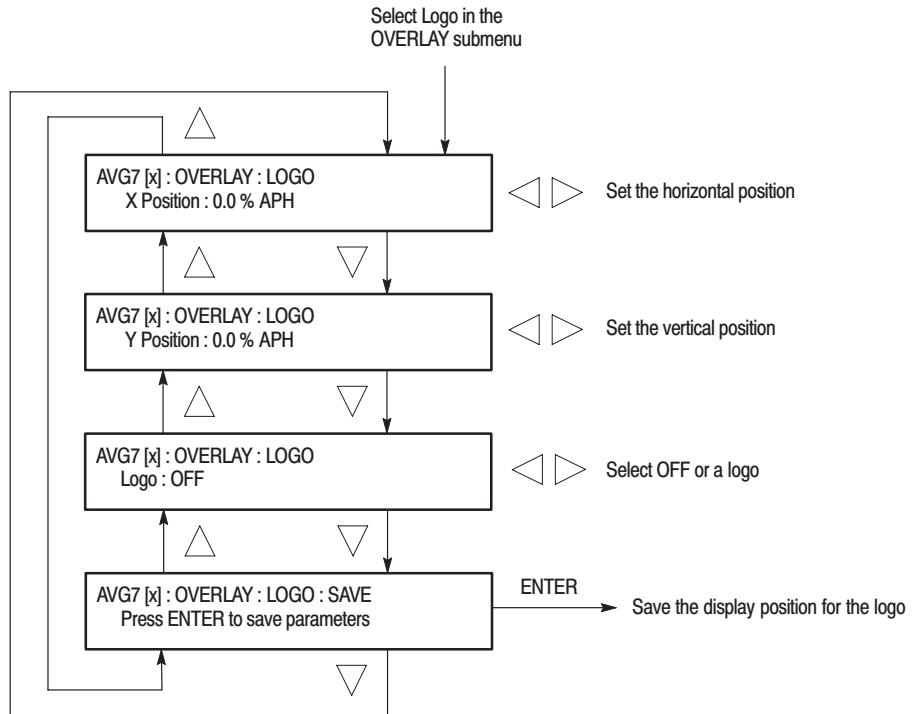 Select Logo in the
OVERLAY submenu
AVG7 [x] : OVERLAY : LOGO
X Position : 0.0 % APH
Set the horizontal position
AVG7 [x] : OVERLAY : LOGO
Y Position : 0.0 % APH
Set the vertical position
AVG7 [x] : OVERLAY : LOGO
Logo : OFF
Select OFF or a logo
AVG7 [x] : OVERLAY : LOGO : SAVE
Press ENTER to save parameters
ENTER
Save the display position for the logo